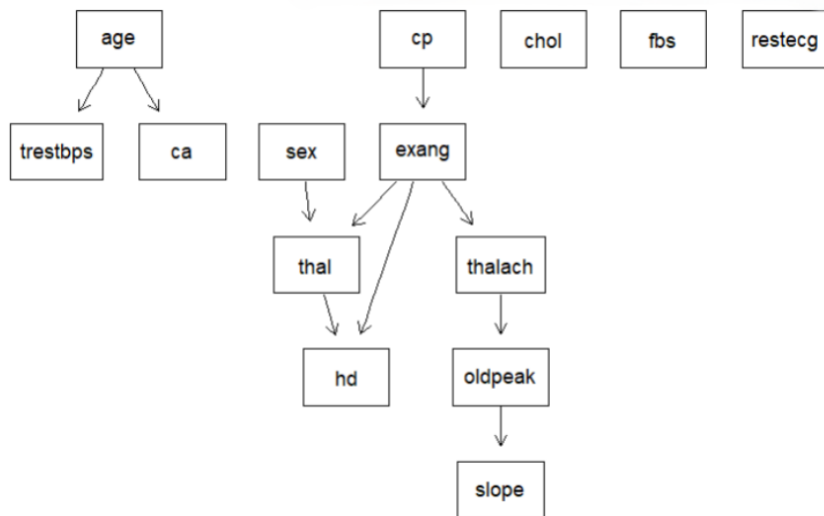 age
cp
chol
fbs
restecg
trestbps
ca
sex
exang
thal
thalach
hd
oldpeak
slope